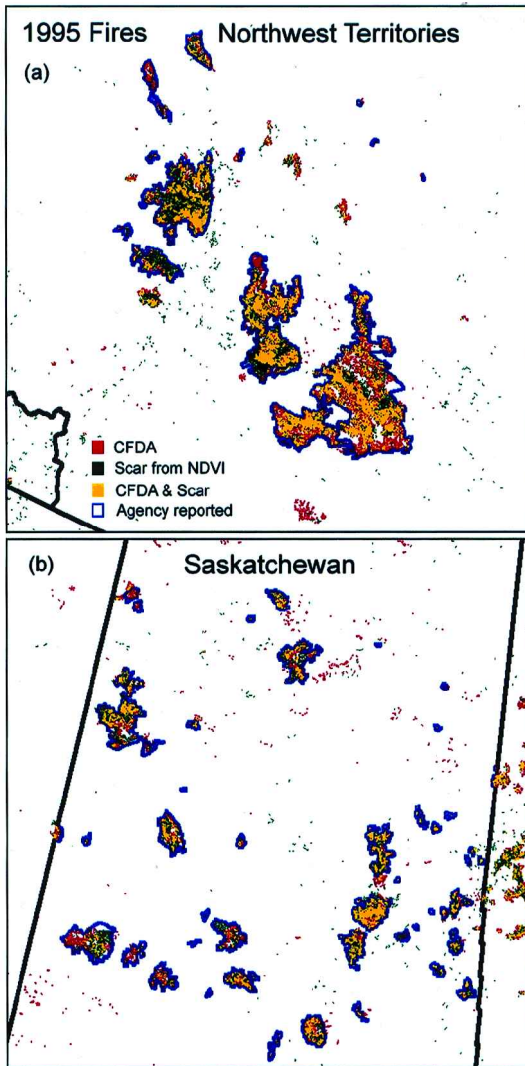 1995 Fires Northwest Territories
(a)
CFDA
Scar from NDVI
CFDA & Scar
Agency reported
(b) Saskatchewan